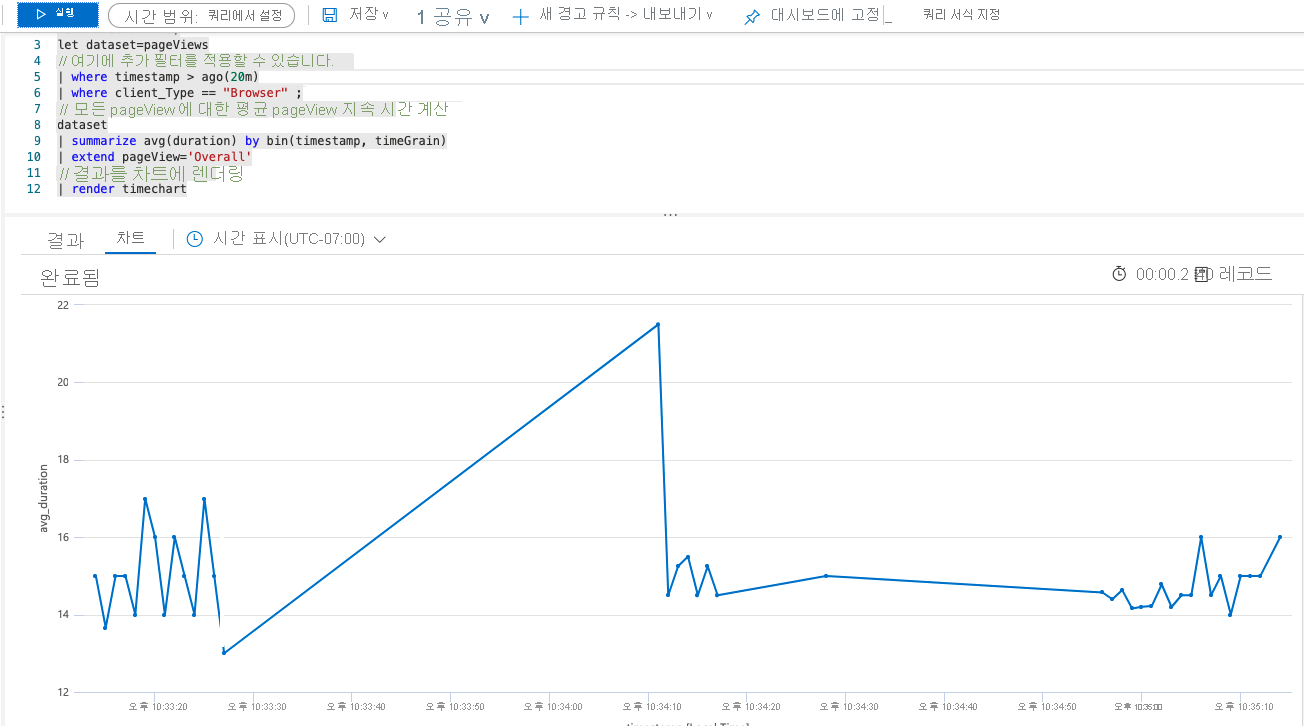 실행 시간 범위: 쿼리에서 설정 저장 v 1 공유 v 새 경고 규칙 -> 내보내기 v 대시보드에 고정 쿼리 서식 지정
3 let dataset=pageViews
4 // 여기에 추가 필터를 적용할 수 있습니다.
5 | where timestamp > ago(20m)
6 | where client_Type == "Browser" ;
7 // 모든 pageView에 대한 평균 pageView 지속 시간 계산
8 dataset
9 | summarize avg(duration) by bin(timestamp, timeGrain)
10 | extend pageView='Overall'
11 // 결과를 차트에 렌더링
12 | render timechart
...
결과 차트 시간 표시(UTC-07:00)
완료됨 00:00.2 레코드
22
20
18
16
14
12
avg_duration
오후 10:33:20 오후 10:33:30 오후 10:33:40 오후 10:33:50 오후 10:34:00 오후 10:34:10 오후 10:34:20 오후 10:34:30 오후 10:34:40 오후 10:34:50 오후 10:35:00 오후 10:35:10